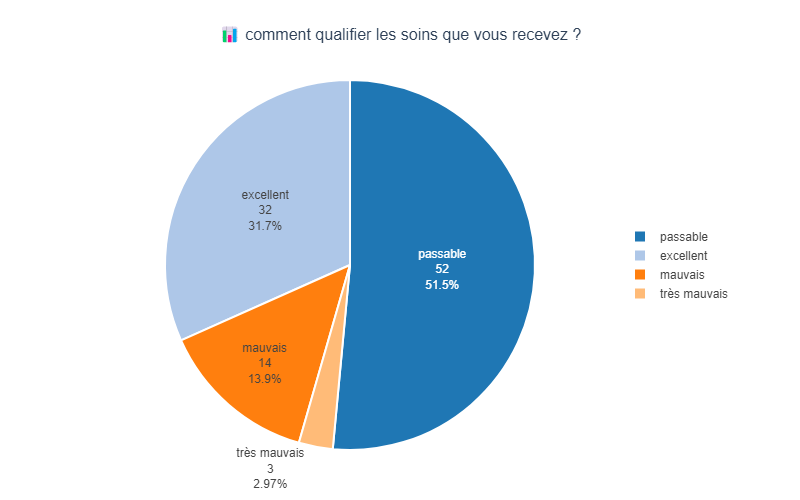 📊 comment qualifier les soins que vous recevez ?
excellent
32
31.7%
passable
52
51.5%
mauvais
14
13.9%
très mauvais
3
2.97%
passable
excellent
mauvais
très mauvais